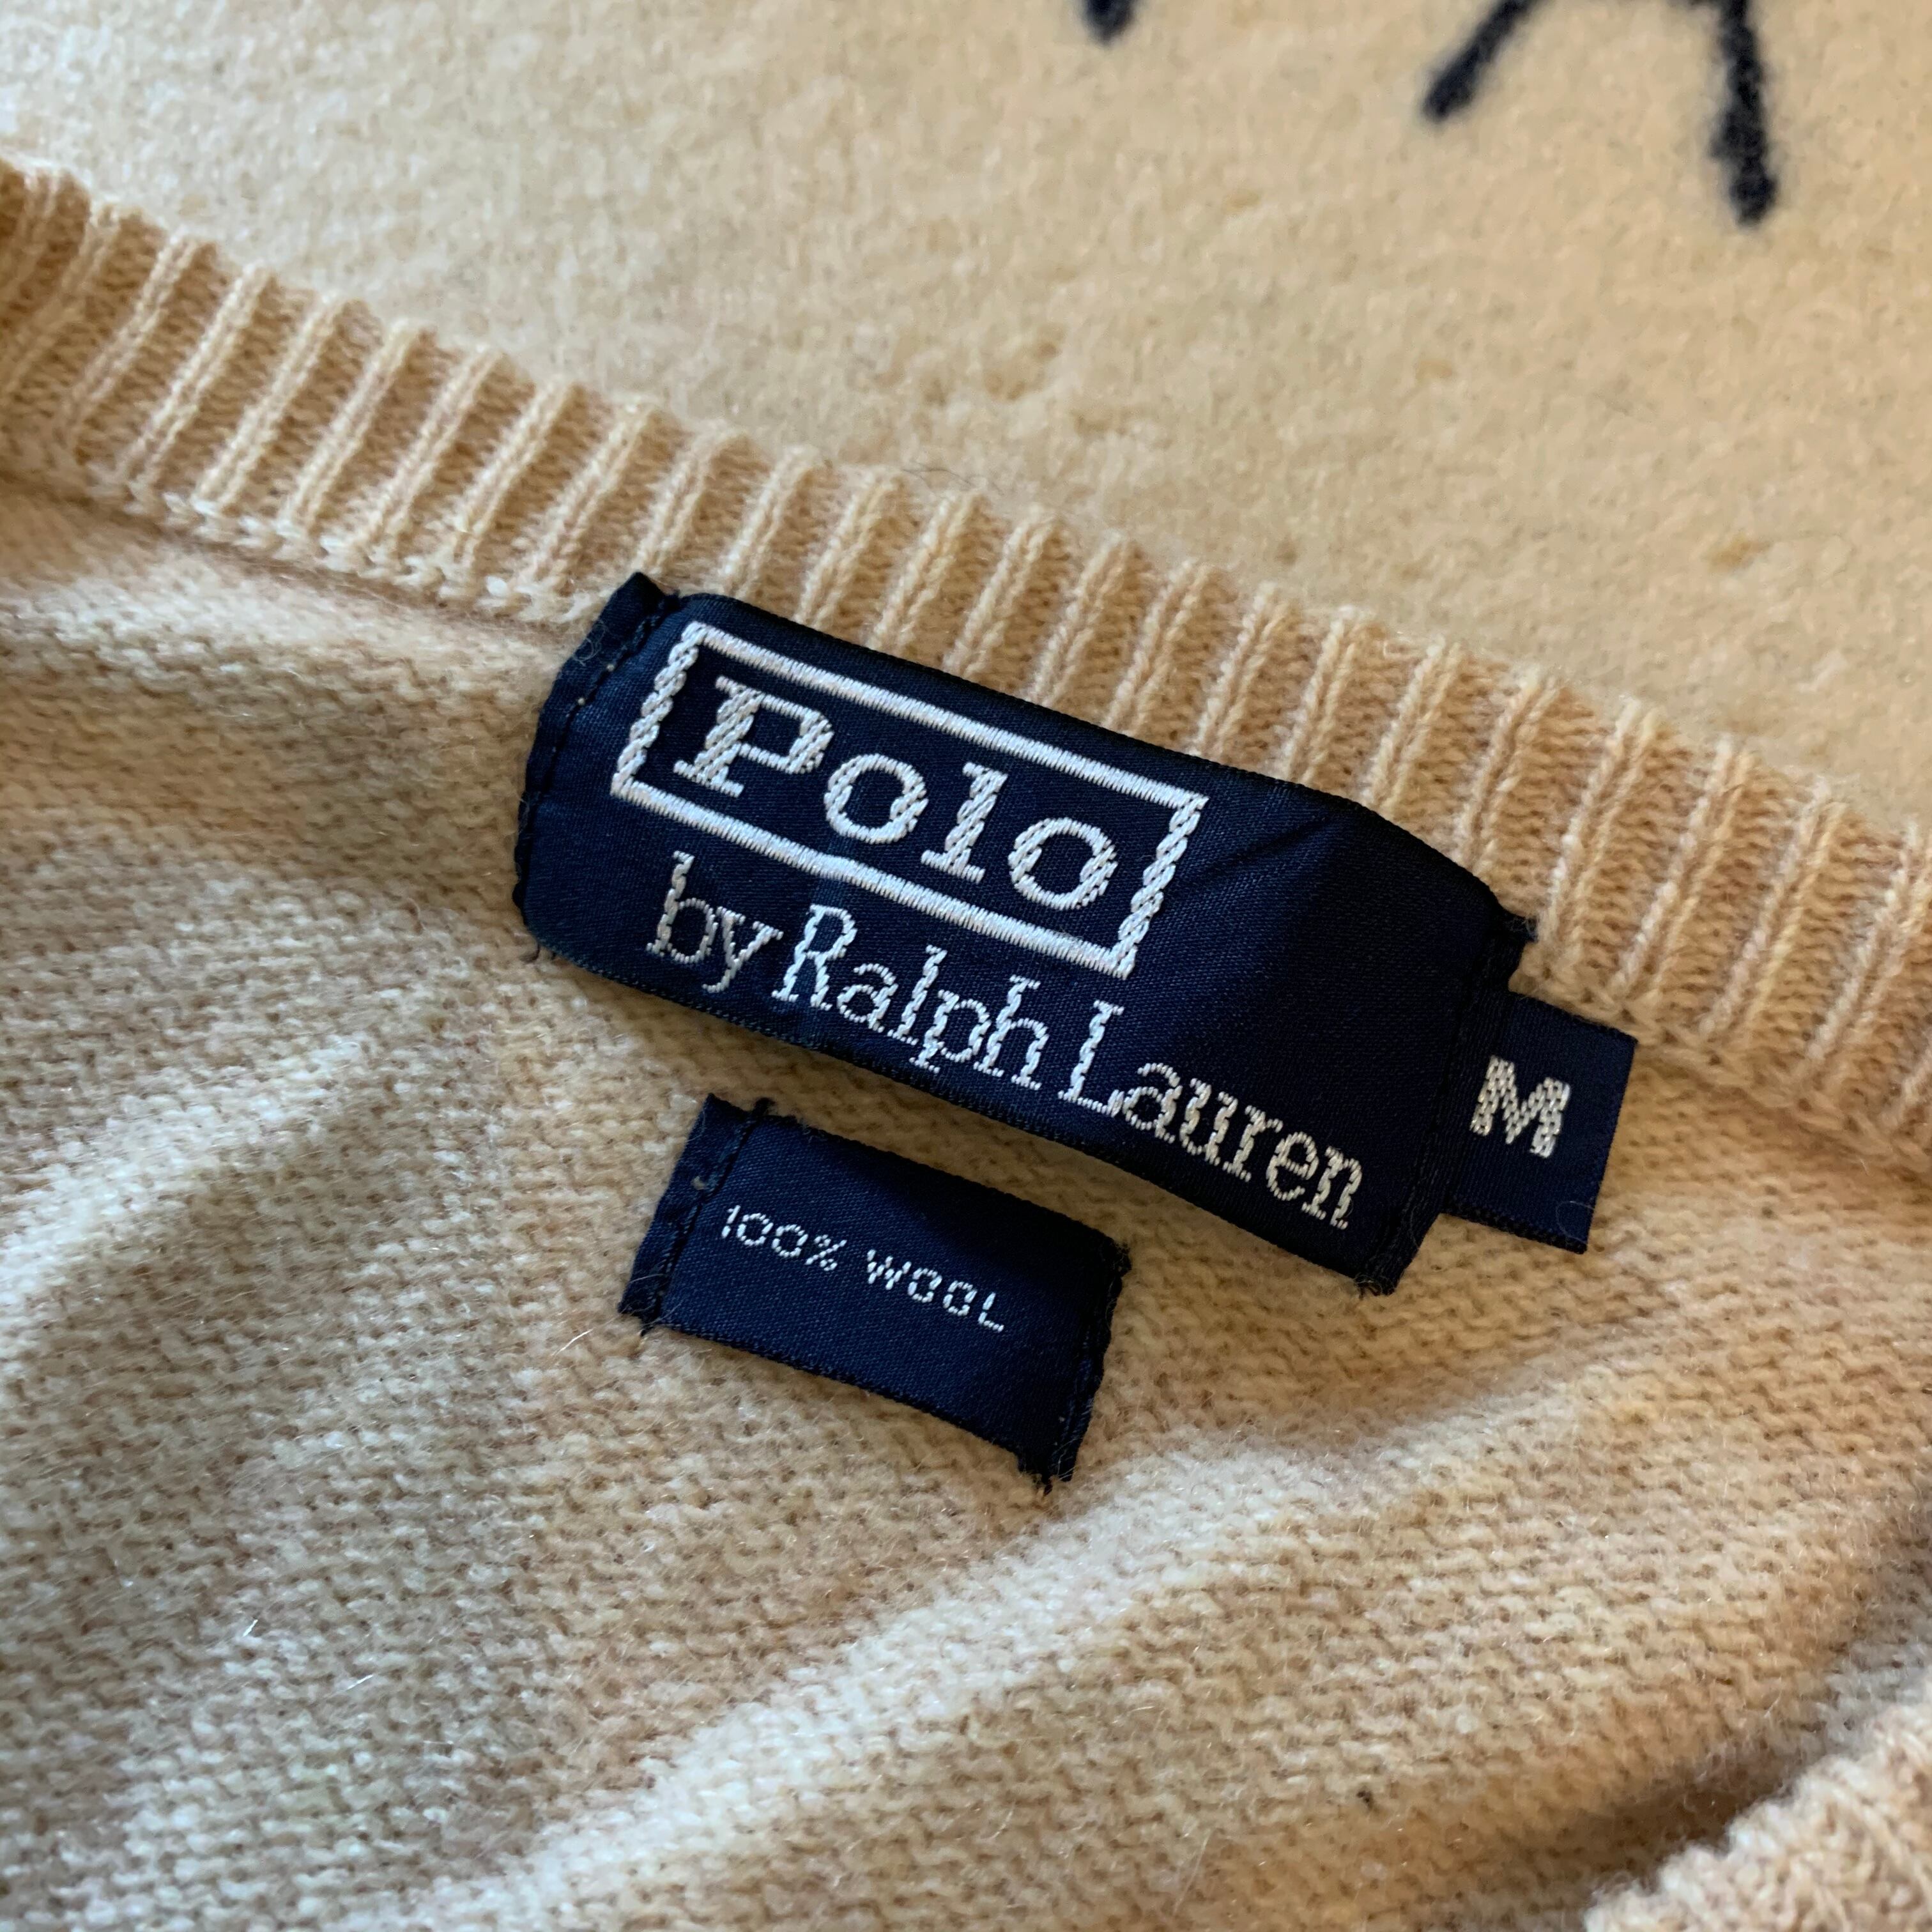 Polo
by Ralph Lauren
M
100% WOOL